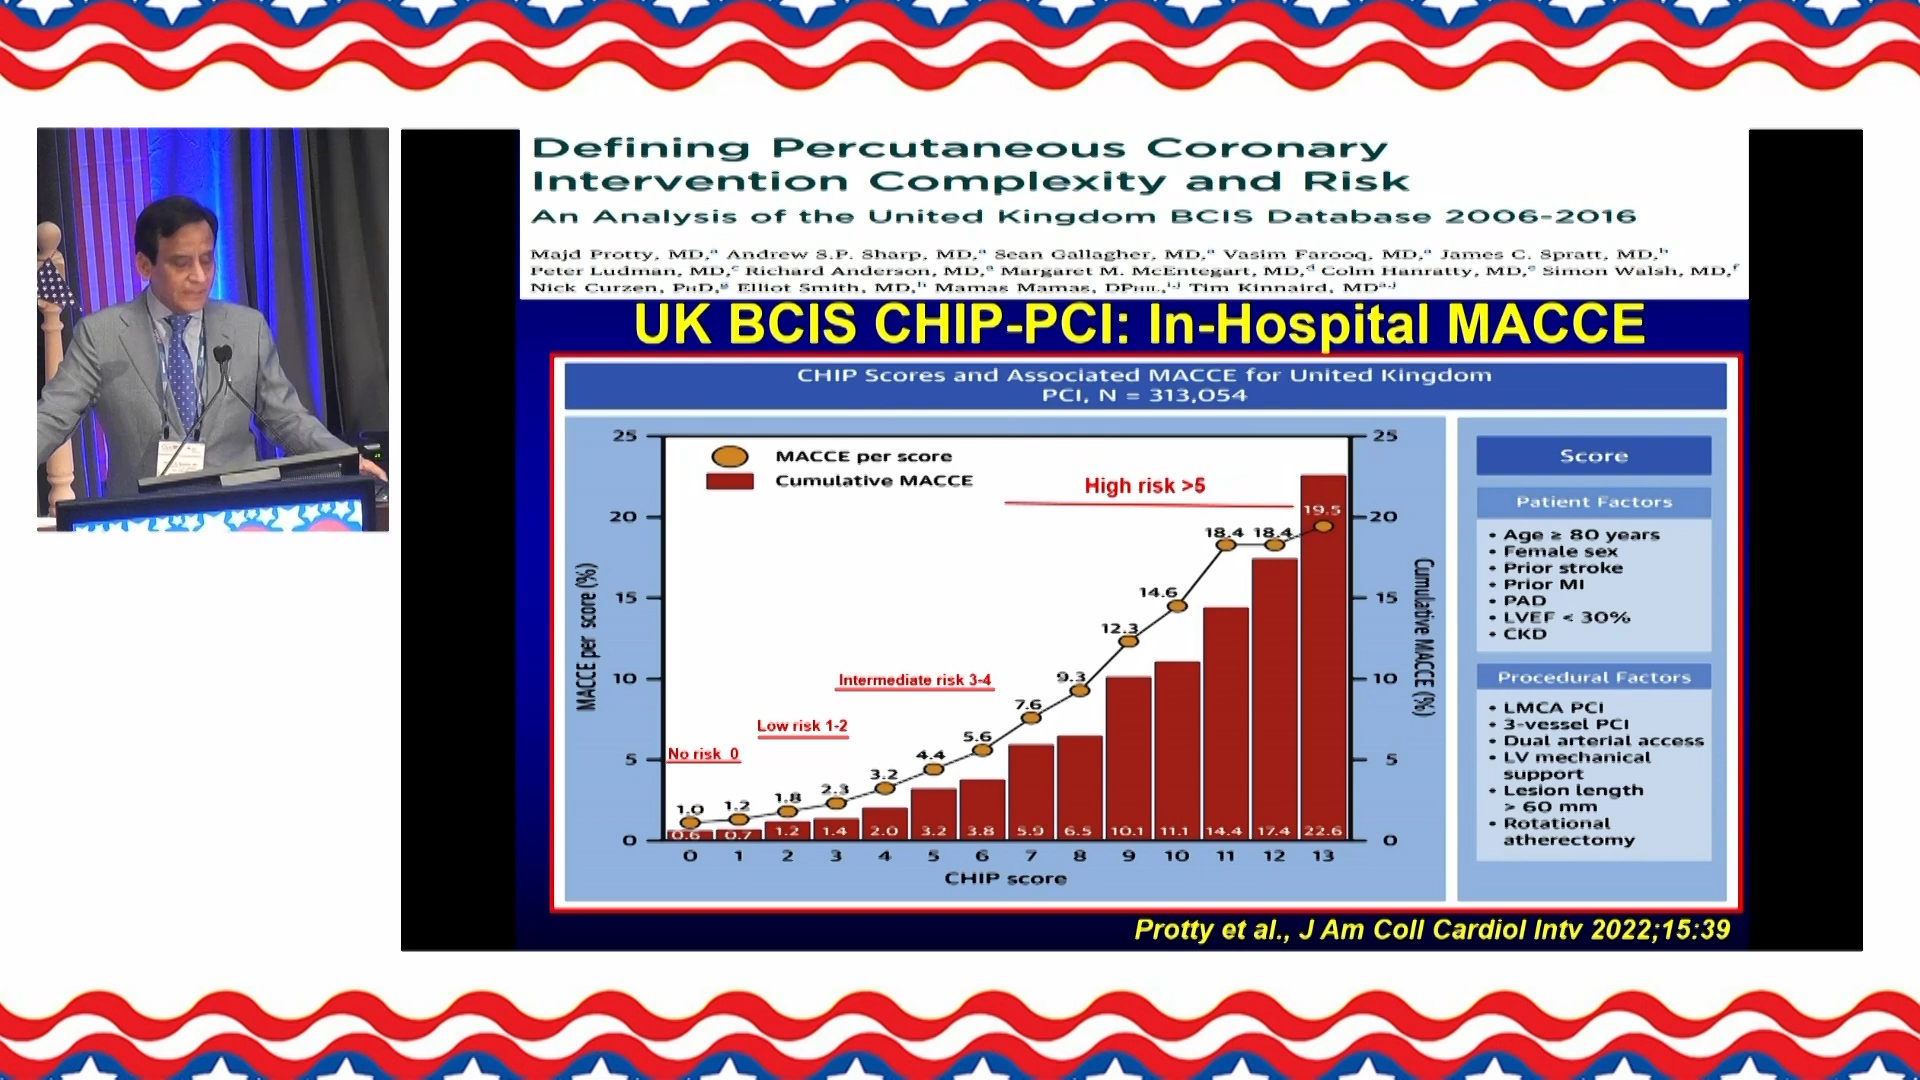 Defining Percutaneous Coronary
Intervention Complexity and Risk
An Analysis of the United Kingdom BCIS Database 2006-2016
Majd Protty, MD,ª Andrew S.P. Sharp, MD,ª Sean Gallagher, MD,ª Vasim Farooq, MD,ª James C. Spratt, MD,ᵇ
Peter Ludman, MD,ᶜ Richard Anderson, MD,ª Margaret M. McEntegart, MD,ᵈ Colm Hanratty, MD,ᵉ Simon Walsh, MD,ᶠ
Nick Curzen, PHD,ᵍ Elliot Smith, MD,ʰ Mamas Mamas, DPHIL,ⁱ,ʲ Tim Kinnaird, MDª,ʲ
UK BCIS CHIP-PCI: In-Hospital MACCE
CHIP Scores and Associated MACCE for United Kingdom
PCI, N = 313,054
MACCE per score
Cumulative MACCE
High risk >5
Intermediate risk 3-4
Low risk 1-2
No risk 0
MACCE per score (%)
25
20
15
10
5
0
1.0 1.2 1.8 2.3 3.2 4.4 5.6 7.6 9.3 12.3 14.6 18.4 18.4 19.5
0.6 0.7 1.2 1.4 2.0 3.2 3.8 5.9 6.5 10.1 11.1 14.4 17.4 22.6
0 1 2 3 4 5 6 7 8 9 10 11 12 13
CHIP score
25
20
15
10
5
0
Cumulative MACCE (%)
Score
Patient Factors
• Age ≥ 80 years
• Female sex
• Prior stroke
• Prior MI
• PAD
• LVEF < 30%
• CKD
Procedural Factors
• LMCA PCI
• 3-vessel PCI
• Dual arterial access
• LV mechanical
support
• Lesion length
> 60 mm
• Rotational
atherectomy
Protty et al., J Am Coll Cardiol Intv 2022;15:39